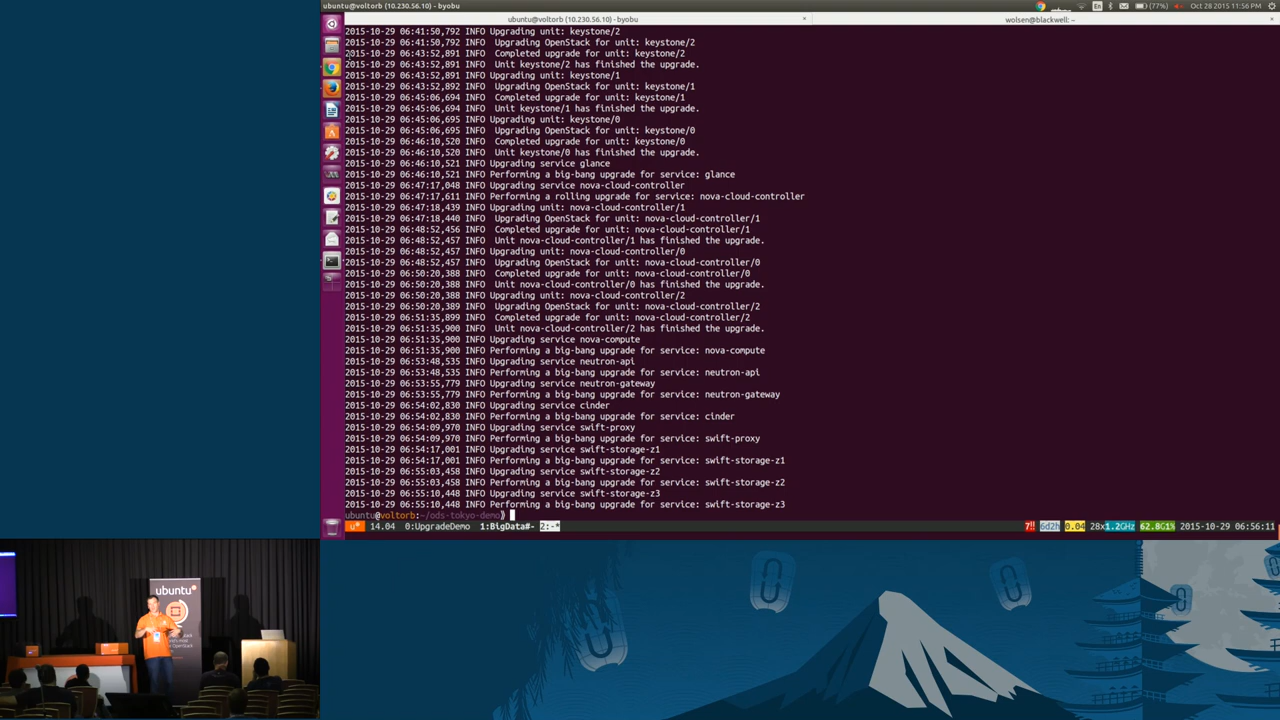 ubuntu@voltorb (10.230.56.10) - byobu
En
(77%)
Oct 28 2015 11:56 PM
ubuntu@voltorb (10.230.56.10) - byobu
wolsen@blackwell: ~
2015-10-29 06:41:50,792 INFO Upgrading unit: keystone/2
2015-10-29 06:41:50,792 INFO  Upgrading OpenStack for unit: keystone/2
2015-10-29 06:43:52,891 INFO  Completed upgrade for unit: keystone/2
2015-10-29 06:43:52,891 INFO  Unit keystone/2 has finished the upgrade.
2015-10-29 06:43:52,891 INFO Upgrading unit: keystone/1
2015-10-29 06:43:52,892 INFO  Upgrading OpenStack for unit: keystone/1
2015-10-29 06:45:06,694 INFO  Completed upgrade for unit: keystone/1
2015-10-29 06:45:06,694 INFO  Unit keystone/1 has finished the upgrade.
2015-10-29 06:45:06,695 INFO Upgrading unit: keystone/0
2015-10-29 06:45:06,695 INFO  Upgrading OpenStack for unit: keystone/0
2015-10-29 06:46:10,520 INFO  Completed upgrade for unit: keystone/0
2015-10-29 06:46:10,520 INFO  Unit keystone/0 has finished the upgrade.
2015-10-29 06:46:10,521 INFO Upgrading service glance
2015-10-29 06:46:10,521 INFO Performing a big-bang upgrade for service: glance
2015-10-29 06:47:17,048 INFO Upgrading service nova-cloud-controller
2015-10-29 06:47:17,611 INFO Performing a rolling upgrade for service: nova-cloud-controller
2015-10-29 06:47:18,439 INFO Upgrading unit: nova-cloud-controller/1
2015-10-29 06:47:18,440 INFO  Upgrading OpenStack for unit: nova-cloud-controller/1
2015-10-29 06:48:52,456 INFO  Completed upgrade for unit: nova-cloud-controller/1
2015-10-29 06:48:52,457 INFO  Unit nova-cloud-controller/1 has finished the upgrade.
2015-10-29 06:48:52,457 INFO Upgrading unit: nova-cloud-controller/0
2015-10-29 06:48:52,457 INFO  Upgrading OpenStack for unit: nova-cloud-controller/0
2015-10-29 06:50:20,388 INFO  Completed upgrade for unit: nova-cloud-controller/0
2015-10-29 06:50:20,388 INFO  Unit nova-cloud-controller/0 has finished the upgrade.
2015-10-29 06:50:20,388 INFO Upgrading unit: nova-cloud-controller/2
2015-10-29 06:50:20,389 INFO  Upgrading OpenStack for unit: nova-cloud-controller/2
2015-10-29 06:51:35,899 INFO  Completed upgrade for unit: nova-cloud-controller/2
2015-10-29 06:51:35,900 INFO  Unit nova-cloud-controller/2 has finished the upgrade.
2015-10-29 06:51:35,900 INFO Upgrading service nova-compute
2015-10-29 06:51:35,900 INFO Performing a big-bang upgrade for service: nova-compute
2015-10-29 06:53:48,535 INFO Upgrading service neutron-api
2015-10-29 06:53:48,535 INFO Performing a big-bang upgrade for service: neutron-api
2015-10-29 06:53:55,779 INFO Upgrading service neutron-gateway
2015-10-29 06:53:55,779 INFO Performing a big-bang upgrade for service: neutron-gateway
2015-10-29 06:54:02,830 INFO Upgrading service cinder
2015-10-29 06:54:02,830 INFO Performing a big-bang upgrade for service: cinder
2015-10-29 06:54:09,970 INFO Upgrading service swift-proxy
2015-10-29 06:54:09,970 INFO Performing a big-bang upgrade for service: swift-proxy
2015-10-29 06:54:17,001 INFO Upgrading service swift-storage-z1
2015-10-29 06:54:17,001 INFO Performing a big-bang upgrade for service: swift-storage-z1
2015-10-29 06:55:03,458 INFO Upgrading service swift-storage-z2
2015-10-29 06:55:03,458 INFO Performing a big-bang upgrade for service: swift-storage-z2
2015-10-29 06:55:10,448 INFO Upgrading service swift-storage-z3
2015-10-29 06:55:10,448 INFO Performing a big-bang upgrade for service: swift-storage-z3
ubuntu@voltorb:~/ods-tokyo-demo⟫
u* 14.04 0:UpgradeDemo 1:BigData#- 2:-*
7!! 6d2h 0.04 28x1.2GHz 62.8G1% 2015-10-29 06:56:11
ubuntu
OpenStack